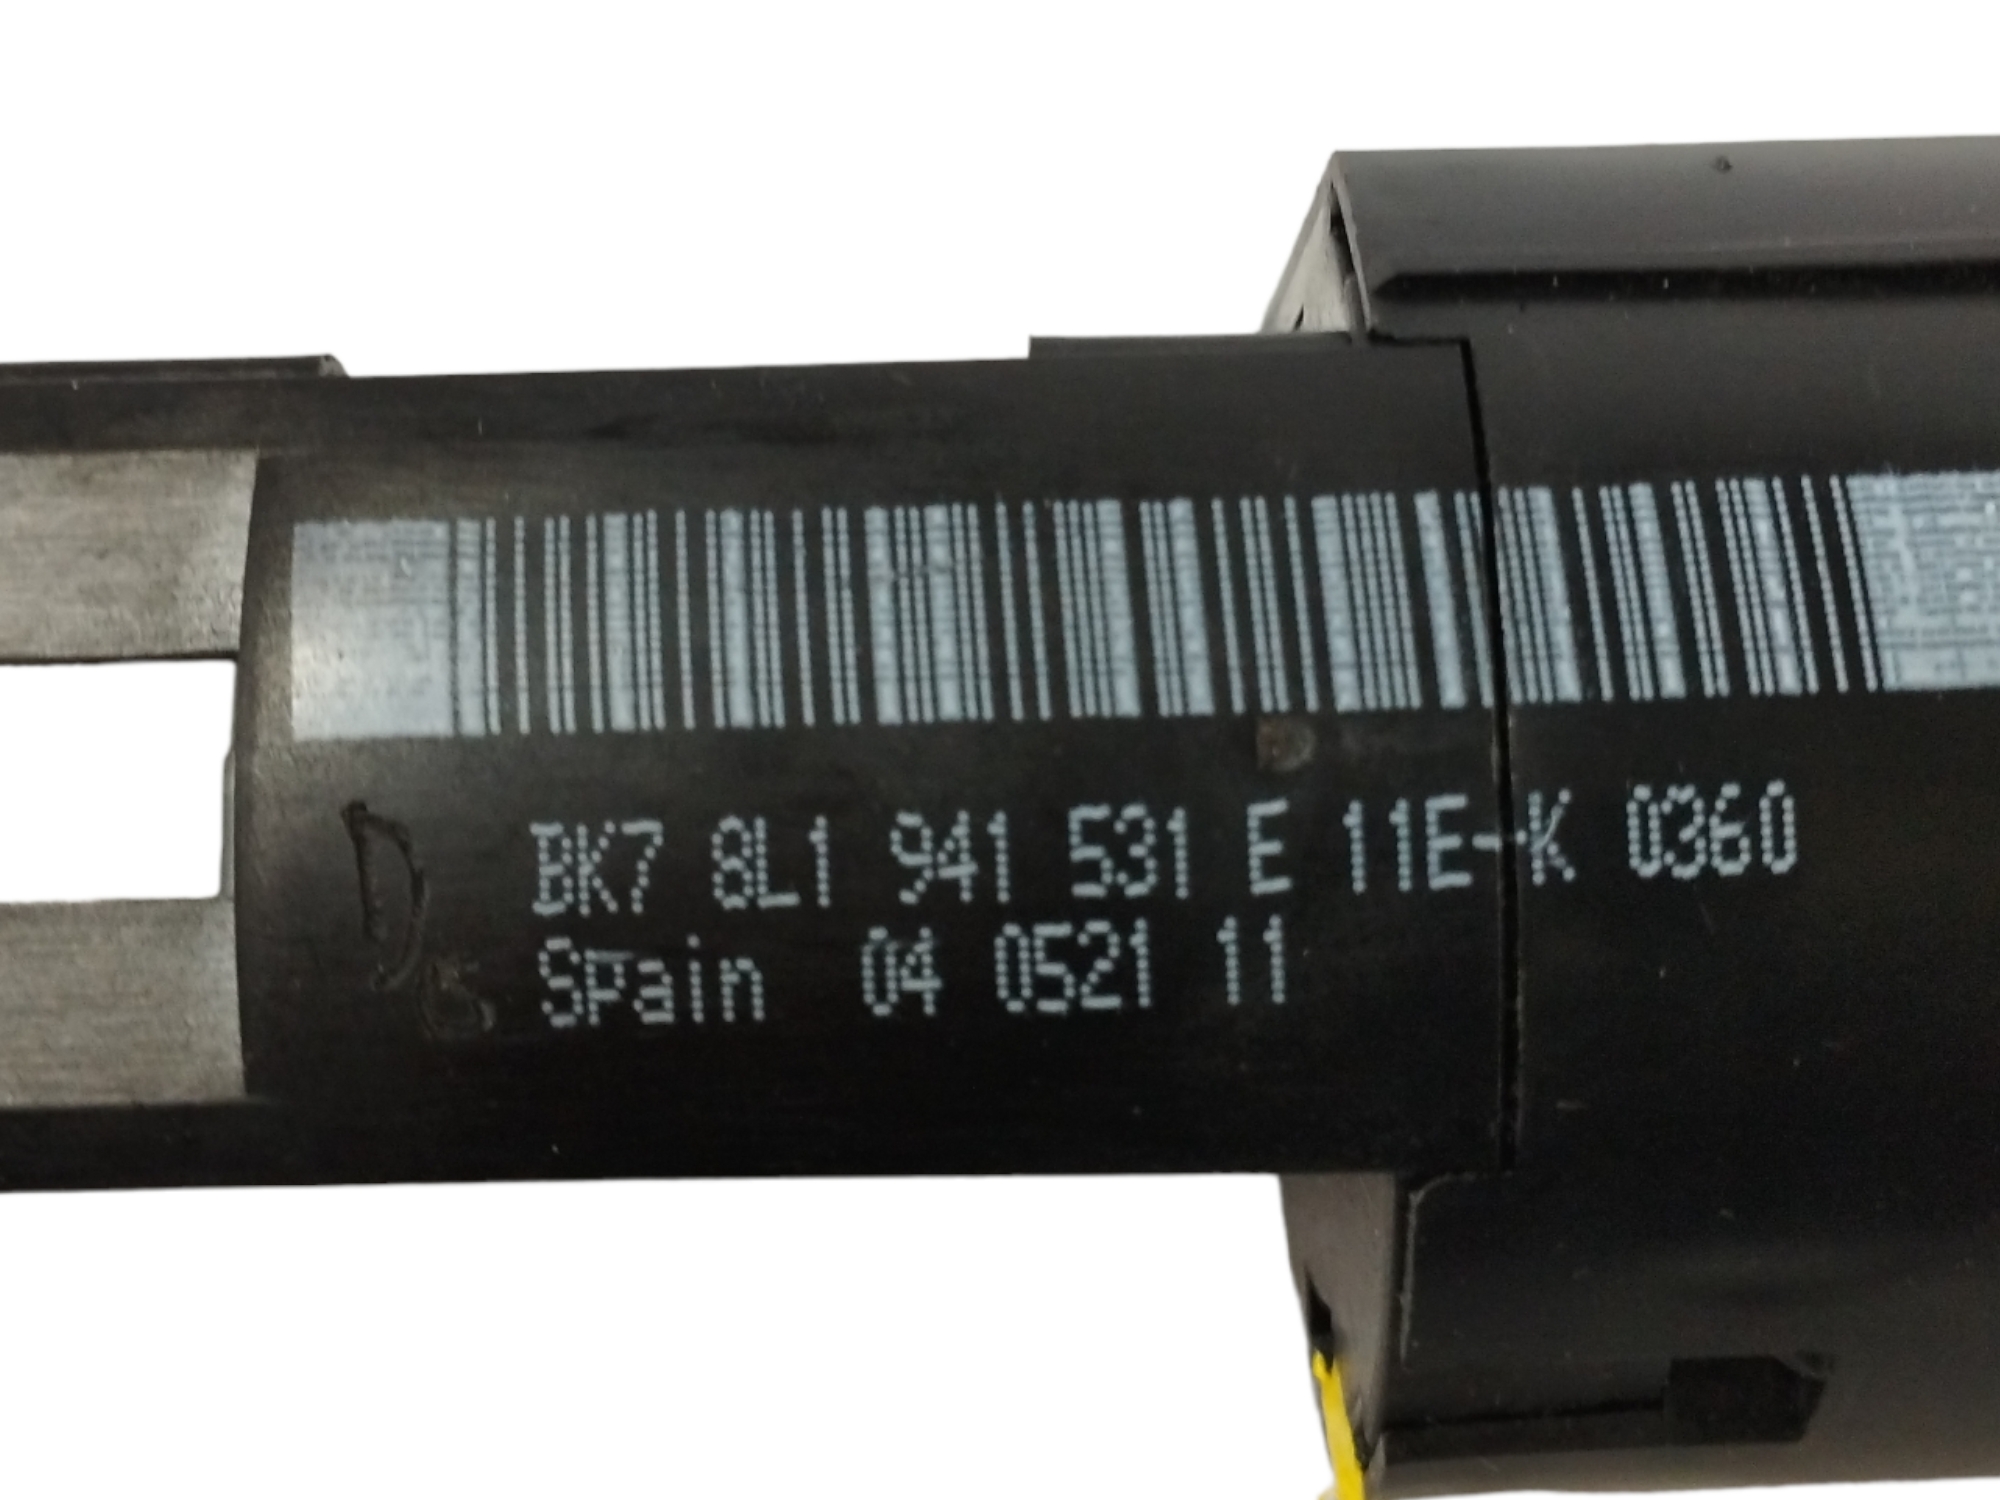 BK7 8L1 941 531 E 11E-K 0360
Spain 04 0521 11